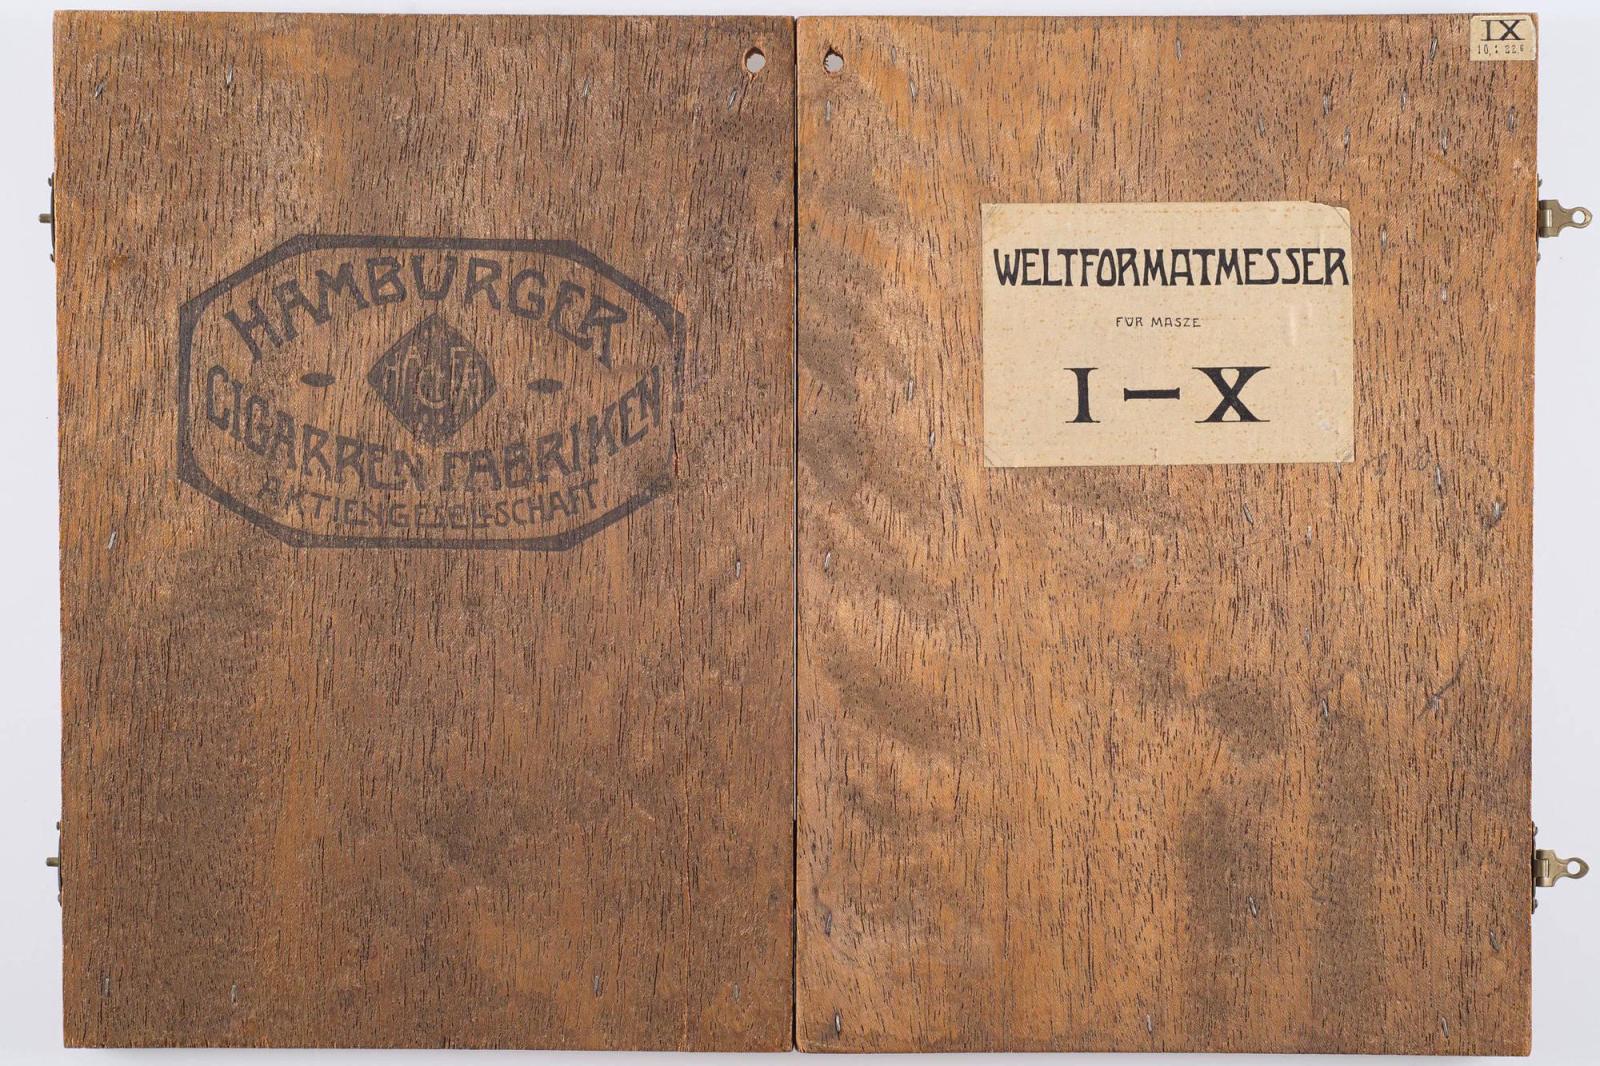 HAMBURGER
CIGARREN FABRIKEN
AKTIENGESELLSCHAFT
WELTFORMATMESSER
FÜR MASZE
I – X
IX